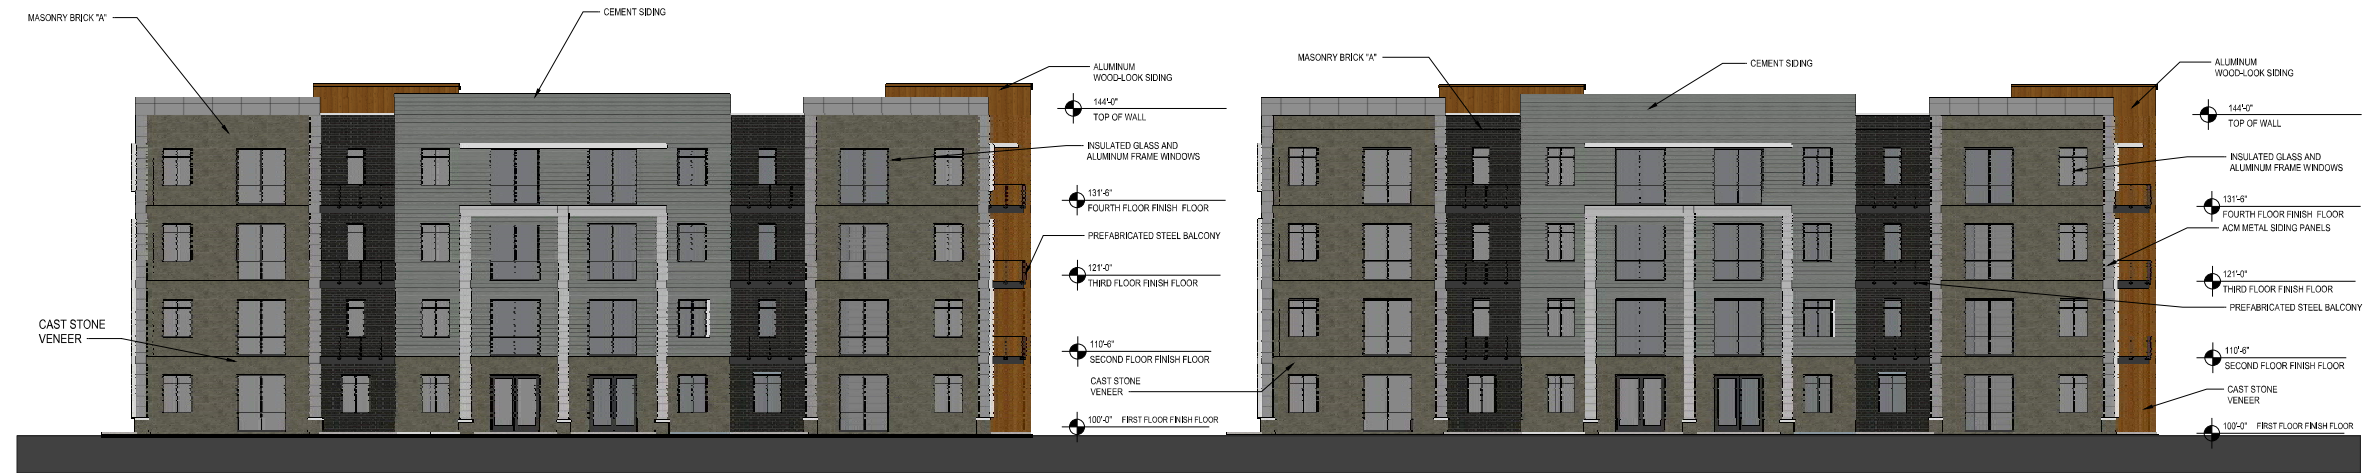 MASONRY BRICK "A"
CEMENT SIDING
ALUMINUM
WOOD-LOOK SIDING
144'-0"
TOP OF WALL
INSULATED GLASS AND
ALUMINUM FRAME WINDOWS
131'-6"
FOURTH FLOOR FINISH FLOOR
PREFABRICATED STEEL BALCONY
121'-0"
THIRD FLOOR FINISH FLOOR
CAST STONE
VENEER
110'-6"
SECOND FLOOR FINISH FLOOR
100'-0" FIRST FLOOR FINISH FLOOR
MASONRY BRICK "A"
CEMENT SIDING
ALUMINUM
WOOD-LOOK SIDING
144'-0"
TOP OF WALL
INSULATED GLASS AND
ALUMINUM FRAME WINDOWS
131'-6"
FOURTH FLOOR FINISH FLOOR
ACM METAL SIDING PANELS
121'-0"
THIRD FLOOR FINISH FLOOR
PREFABRICATED STEEL BALCONY
110'-6"
SECOND FLOOR FINISH FLOOR
CAST STONE
VENEER
CAST STONE
VENEER
100'-0" FIRST FLOOR FINISH FLOOR